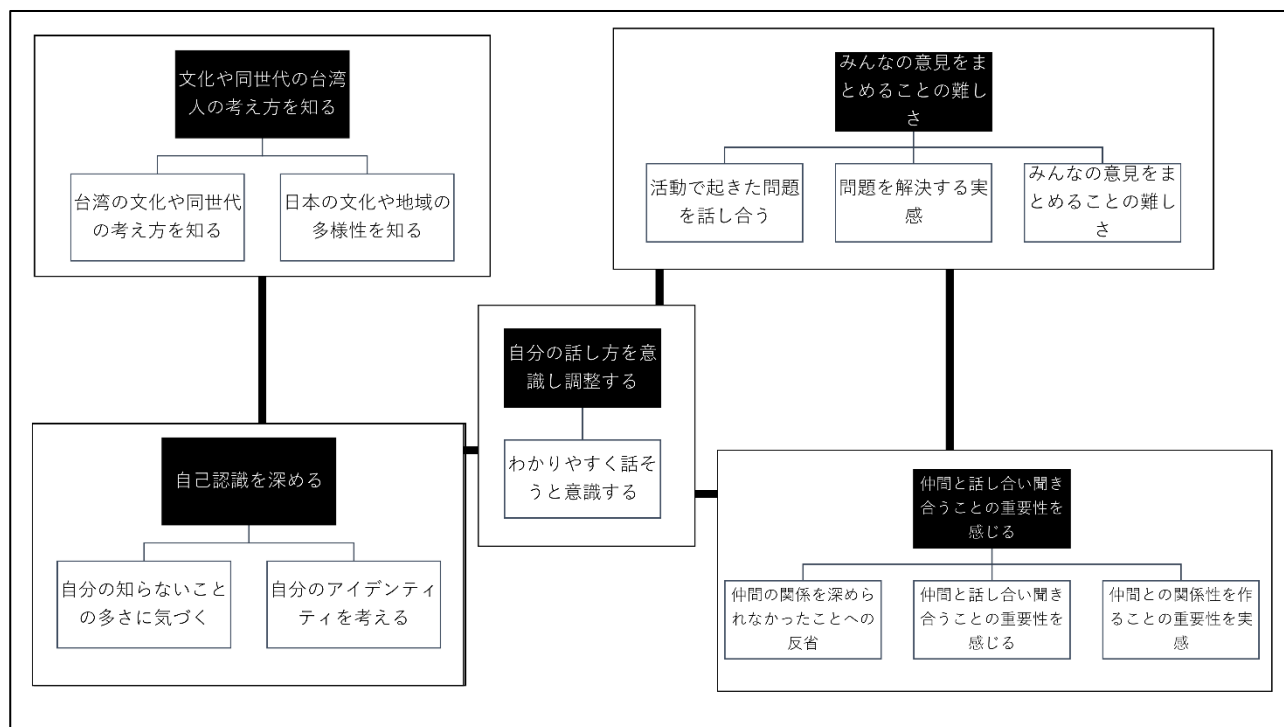 文化や同世代の台湾
人の考え方を知る
台湾の文化や同世代
の考え方を知る
日本の文化や地域の
多様性を知る
みんなの意見をま
とめることの難し
さ
活動で起きた問題
を話し合う
問題を解決する実
感
みんなの意見をま
とめることの難し
さ
自分の話し方を意
識し調整する
わかりやすく話そ
うと意識する
自己認識を深める
自分の知らないこと
の多さに気づく
自分のアイデンティ
ティを考える
仲間と話し合い聞き
合うことの重要性を
感じる
仲間の関係を深めら
れなかったことへの
反省
仲間と話し合い聞き
合うことの重要性を
感じる
仲間との関係性を作
ることの重要性を実
感